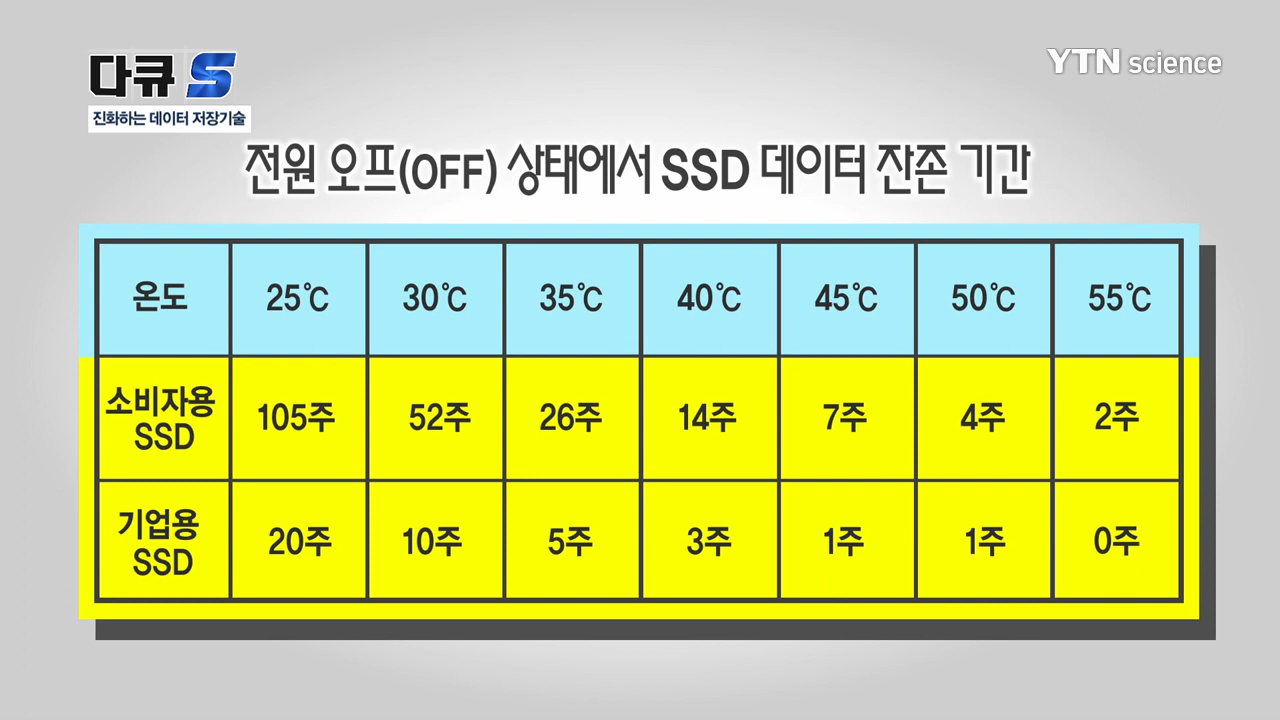 다큐 S
진화하는 데이터 저장기술
YTN science
전원 오프(OFF) 상태에서 SSD 데이터 잔존 기간
온도 25℃ 30℃ 35℃ 40℃ 45℃ 50℃ 55℃
소비자용
SSD
105주 52주 26주 14주 7주 4주 2주
기업용
SSD
20주 10주 5주 3주 1주 1주 0주